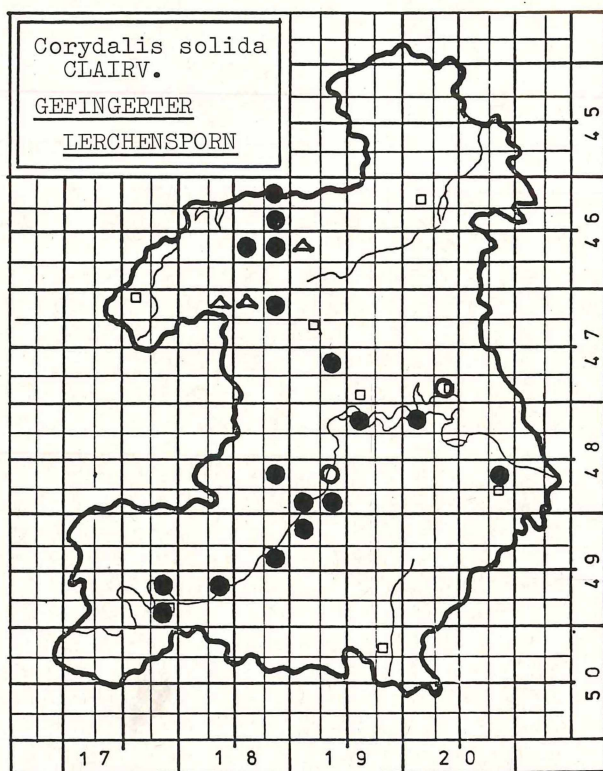 Corydalis solida
CLAIRV.
GEFINGERTER
LERCHENSPORN
45
46
47
48
49
50
17 18 19 20